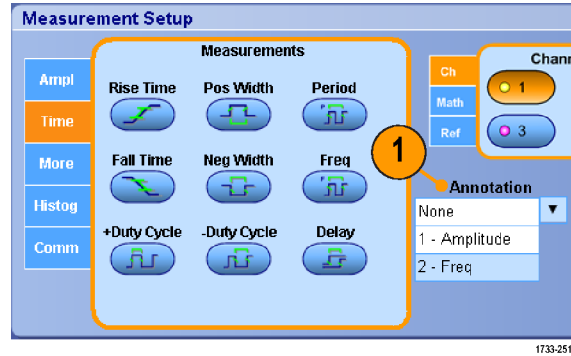 Measurement Setup
Measurements
Ampl
Time
More
Histog
Comm
Rise Time Pos Width Period
Fall Time Neg Width Freq
+Duty Cycle -Duty Cycle Delay
Ch
Math
Ref
Chann
1
3
1
Annotation
None
1 - Amplitude
2 - Freq
1733-251